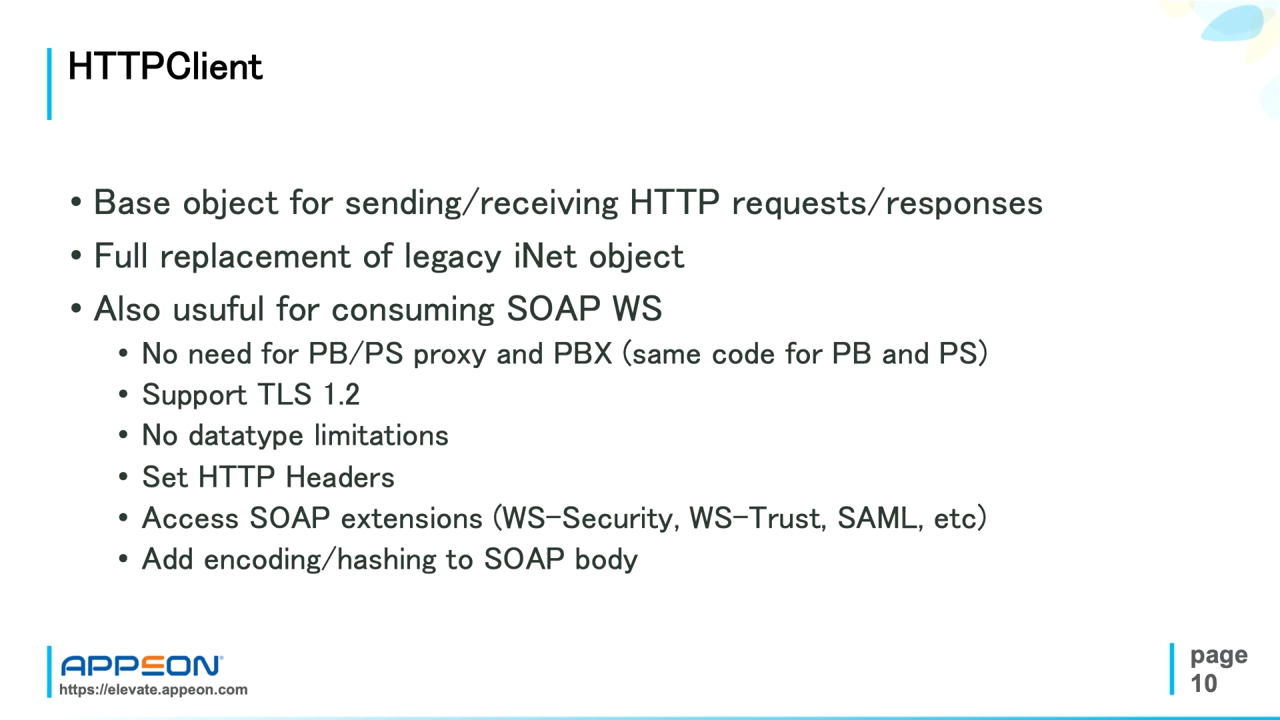 HTTPClient
• Base object for sending/receiving HTTP requests/responses
• Full replacement of legacy iNet object
• Also usuful for consuming SOAP WS
• No need for PB/PS proxy and PBX (same code for PB and PS)
• Support TLS 1.2
• No datatype limitations
• Set HTTP Headers
• Access SOAP extensions (WS-Security, WS-Trust, SAML, etc)
• Add encoding/hashing to SOAP body
APPEON
https://elevate.appeon.com
page
10